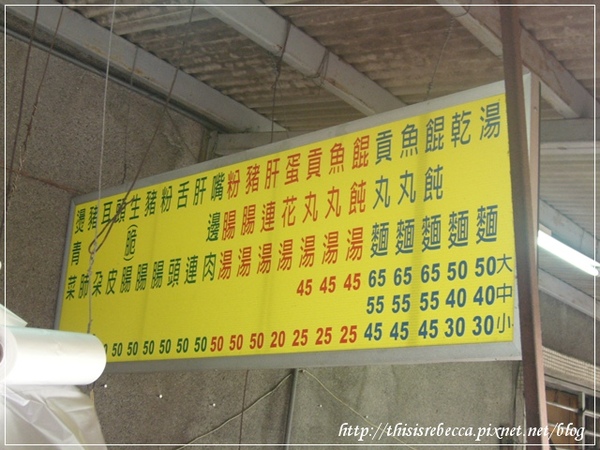 大 中 小
湯麵 50 40 30
乾麵 50 40 30
餛飩麵 65 55 45
魚丸麵 65 55 45
貢丸麵 65 55 45
餛飩湯 45 25
魚丸湯 45 25
貢丸湯 45 25
蛋花湯 20
肝連湯 50
豬腸湯 50
粉腸湯 50
嘴邊肉 50
肝連 50
舌頭 50
粉腸 50
豬腸 50
生(脆)腸 50
頭皮
耳朵
豬肺
燙青菜
http://thisisrebecca.pixnet.net/blog